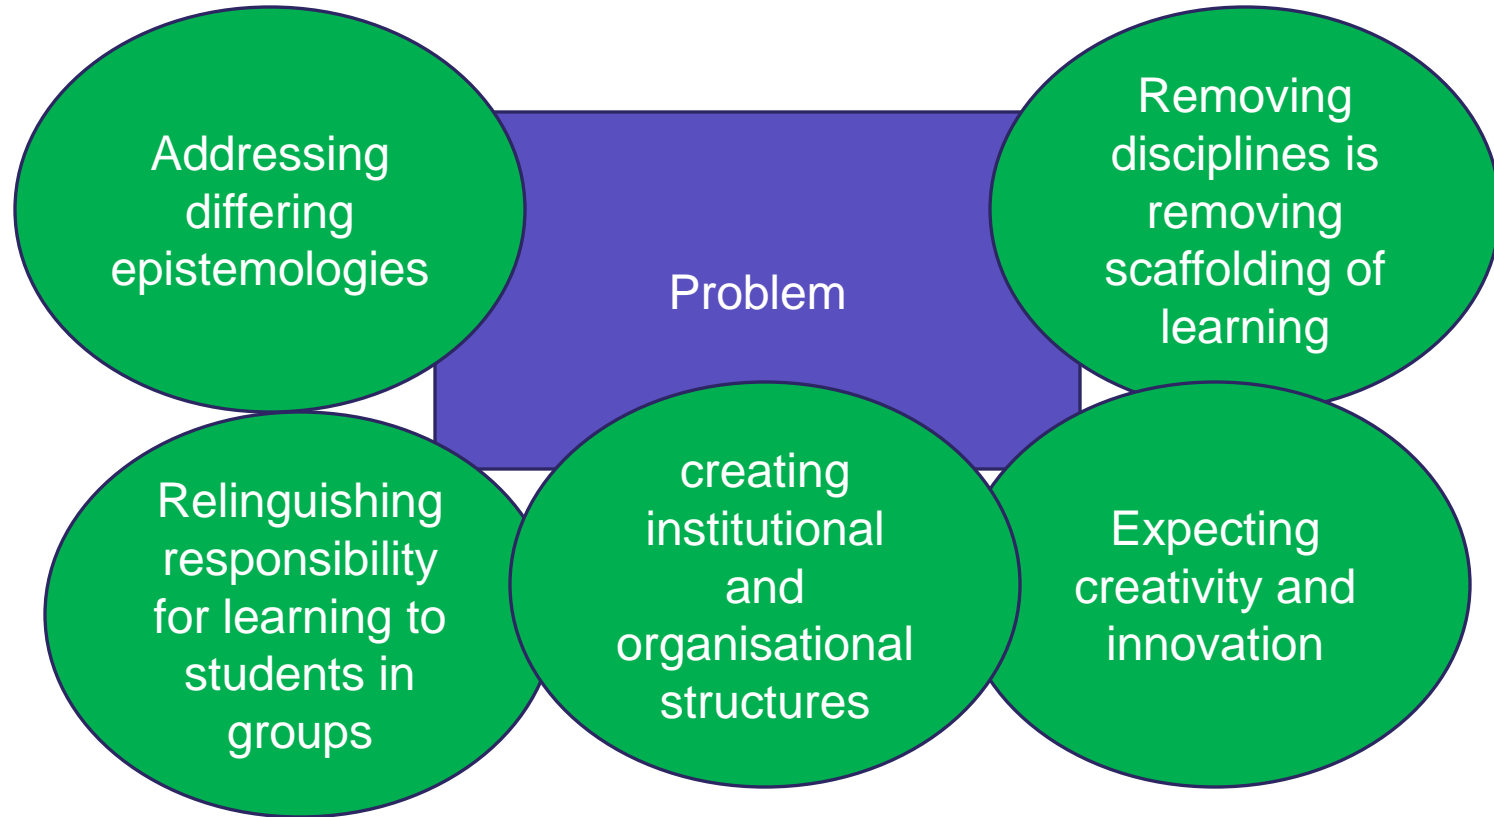 Addressing
differing
epistemologies
Problem
Removing
disciplines is
removing
scaffolding of
learning
Relinguishing
responsibility
for learning to
students in
groups
creating
institutional
and
organisational
structures
Expecting
creativity and
innovation